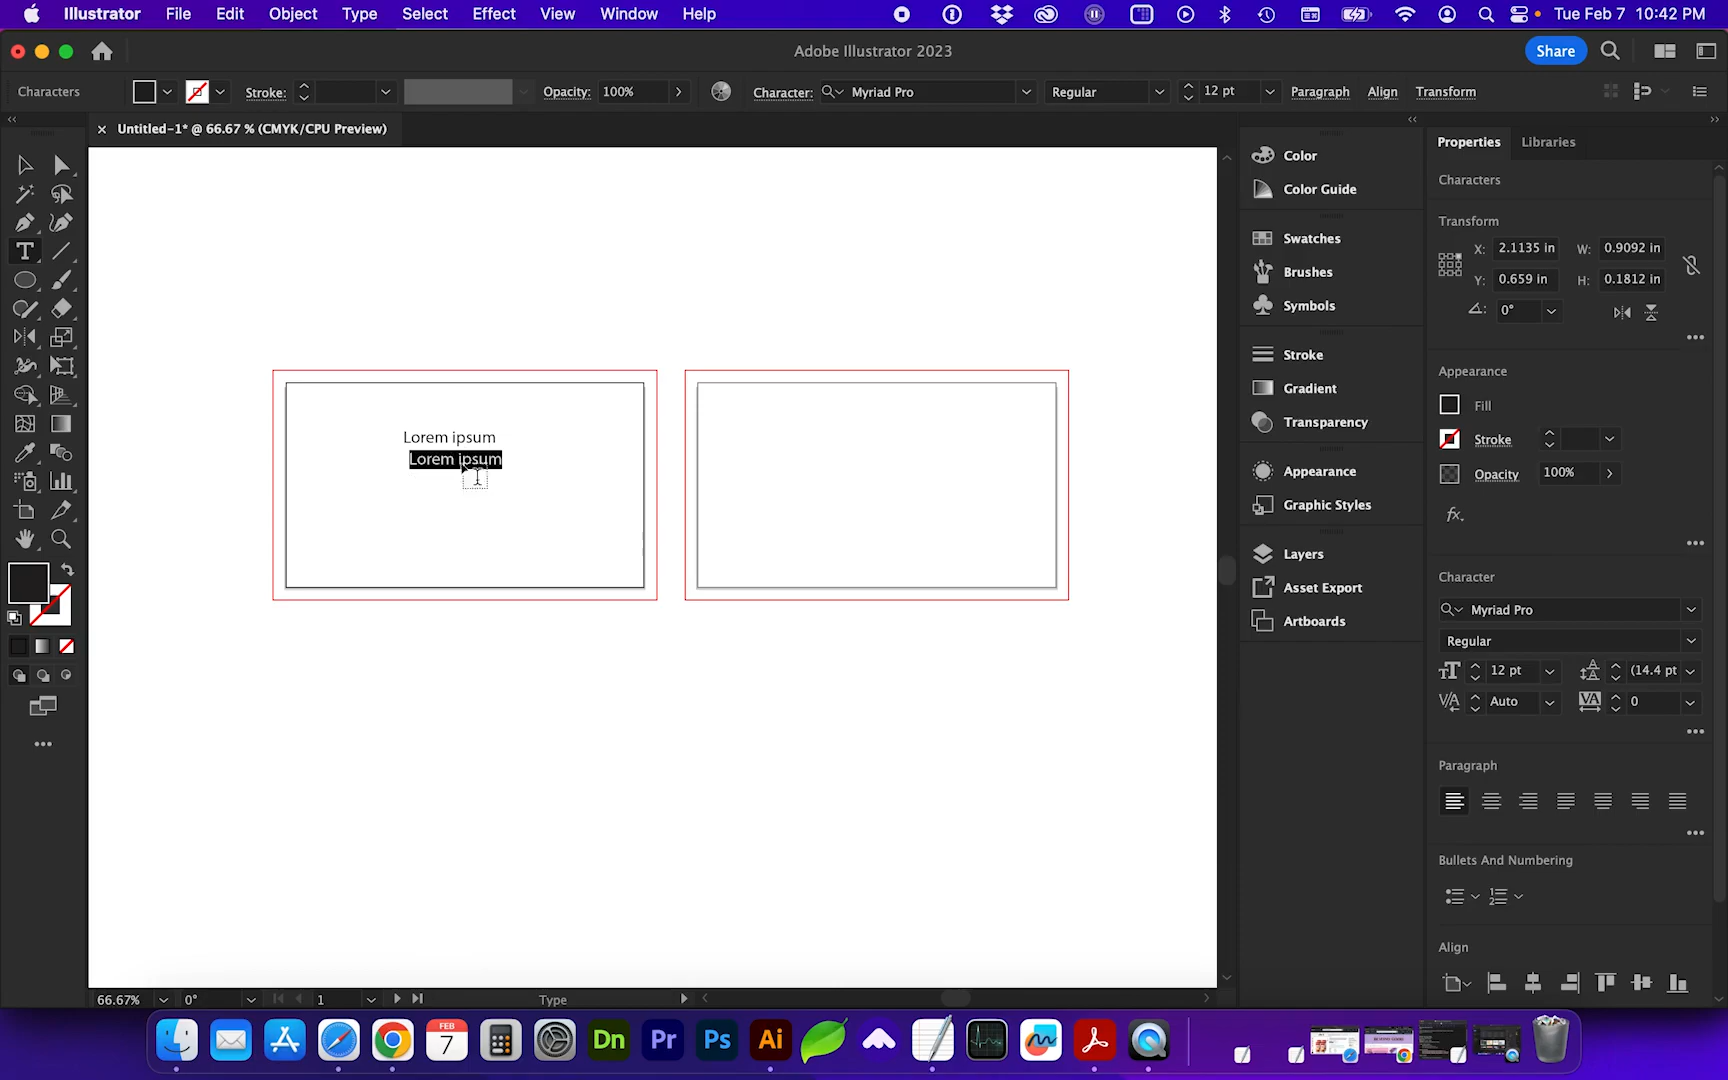 Illustrator File Edit Object Type Select Effect View Window Help
Tue Feb 7 10:42 PM
Adobe Illustrator 2023
Share
Characters
Stroke:
Opacity: 100%
Character: Myriad Pro
Regular
12 pt
Paragraph
Align
Transform
Untitled-1* @ 66.67 % (CMYK/CPU Preview)
Lorem ipsum
Lorem ipsum
Color
Color Guide
Swatches
Brushes
Symbols
Stroke
Gradient
Transparency
Appearance
Graphic Styles
Layers
Asset Export
Artboards
Properties Libraries
Characters
Transform
X: 2.1135 in W: 0.9092 in
Y: 0.659 in H: 0.1812 in
0°
Appearance
Fill
Stroke
Opacity 100%
fx
Character
Myriad Pro
Regular
12 pt (14.4 pt
Auto 0
Paragraph
Bullets And Numbering
Align
66.67% 0° 1 Type
FEB
7
Dn
Pr
Ps
Ai